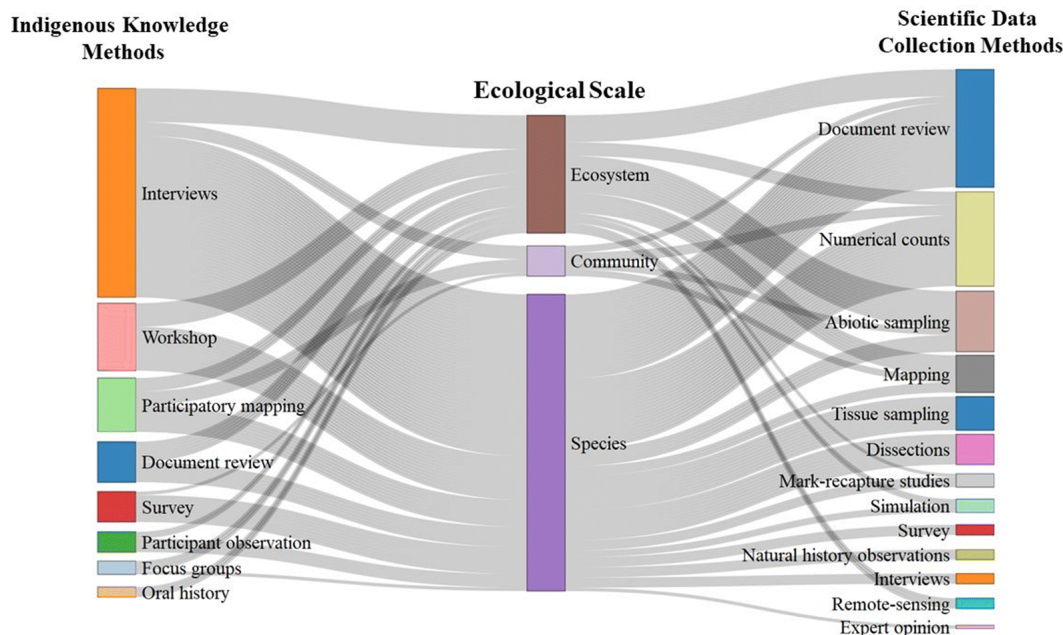 Indigenous Knowledge
Methods
Interviews
Workshop
Participatory mapping
Document review
Survey
Participant observation
Focus groups
Oral history
Ecological Scale
Ecosystem
Community
Species
Scientific Data
Collection Methods
Document review
Numerical counts
Abiotic sampling
Mapping
Tissue sampling
Dissections
Mark-recapture studies
Simulation
Survey
Natural history observations
Interviews
Remote-sensing
Expert opinion